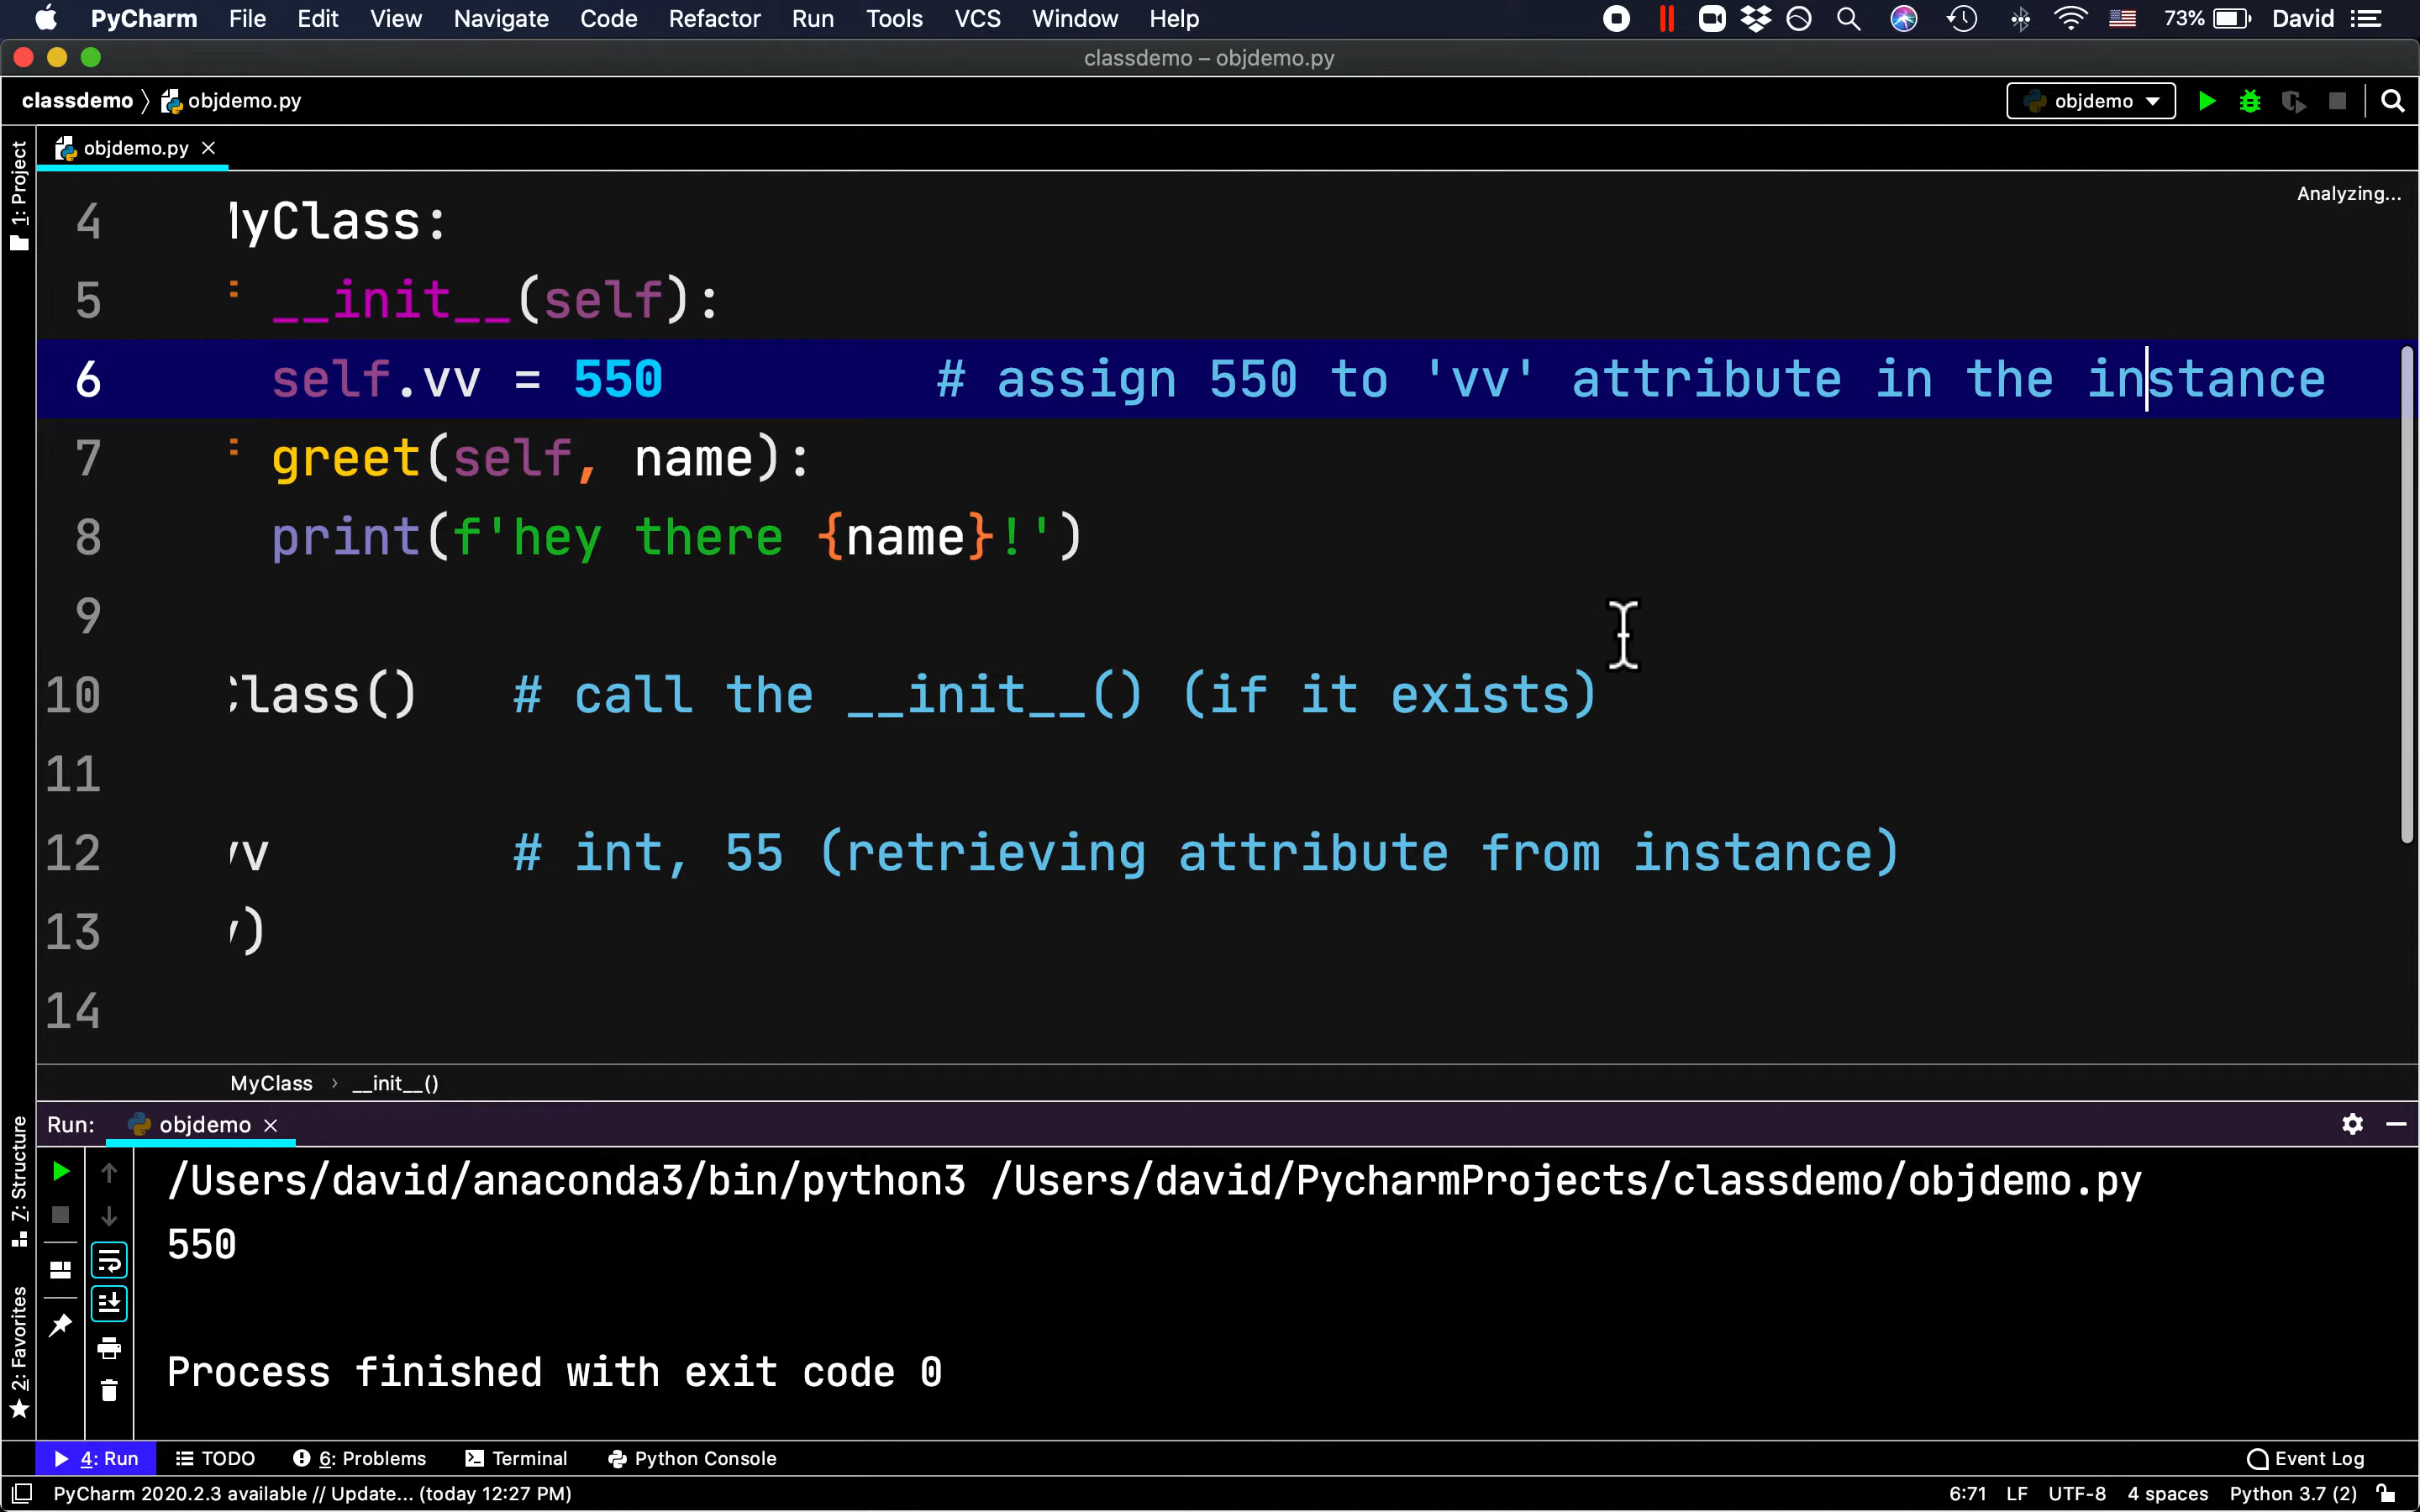 PyCharm File Edit View Navigate Code Refactor Run Tools VCS Window Help 73% David
classdemo – objdemo.py
classdemo objdemo.py objdemo
1: Project
objdemo.py
Analyzing...
4 MyClass:
5 __init__(self):
6 self.vv = 550 # assign 550 to 'vv' attribute in the instance
7 greet(self, name):
8 print(f'hey there {name}!')
9
10 Class() # call the __init__() (if it exists)
11
12 vv # int, 55 (retrieving attribute from instance)
13 )
14
MyClass › __init__()
Run: objdemo
Z: Structure
2: Favorites
/Users/david/anaconda3/bin/python3 /Users/david/PycharmProjects/classdemo/objdemo.py
550
Process finished with exit code 0
4: Run TODO 6: Problems Terminal Python Console Event Log
PyCharm 2020.2.3 available // Update... (today 12:27 PM) 6:71 LF UTF-8 4 spaces Python 3.7 (2)